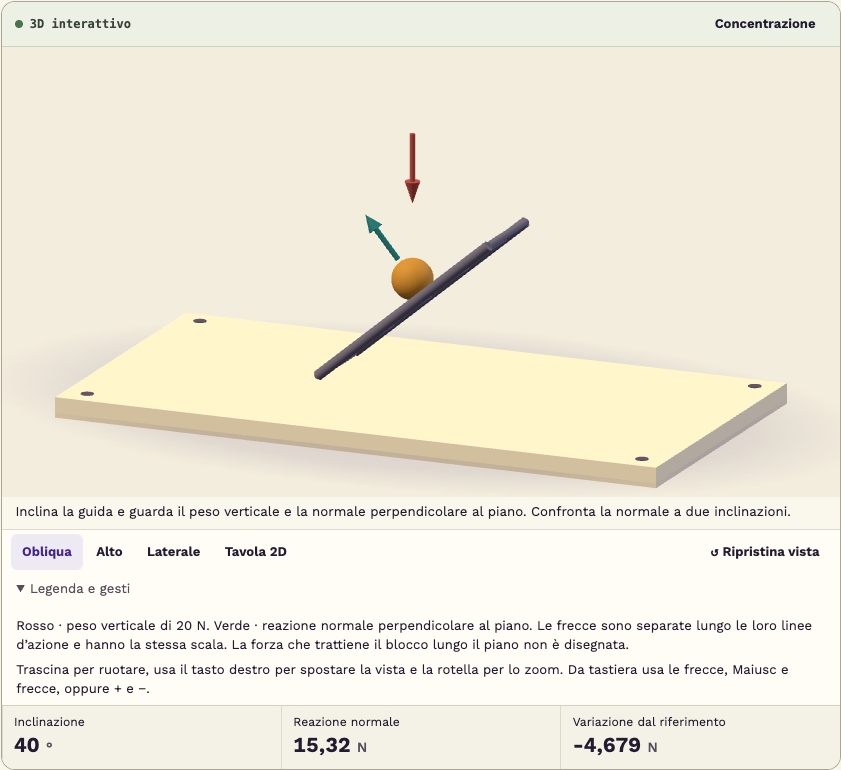 3D interattivo
Concentrazione
Inclina la guida e guarda il peso verticale e la normale perpendicolare al piano. Confronta la normale a due inclinazioni.
Obliqua Alto Laterale Tavola 2D ↺ Ripristina vista
▼ Legenda e gesti
Rosso · peso verticale di 20 N. Verde · reazione normale perpendicolare al piano. Le frecce sono separate lungo le loro linee
d’azione e hanno la stessa scala. La forza che trattiene il blocco lungo il piano non è disegnata.
Trascina per ruotare, usa il tasto destro per spostare la vista e la rotella per lo zoom. Da tastiera usa le frecce, Maiusc e
frecce, oppure + e −.
Inclinazione
40 °
Reazione normale
15,32 N
Variazione dal riferimento
-4,679 N